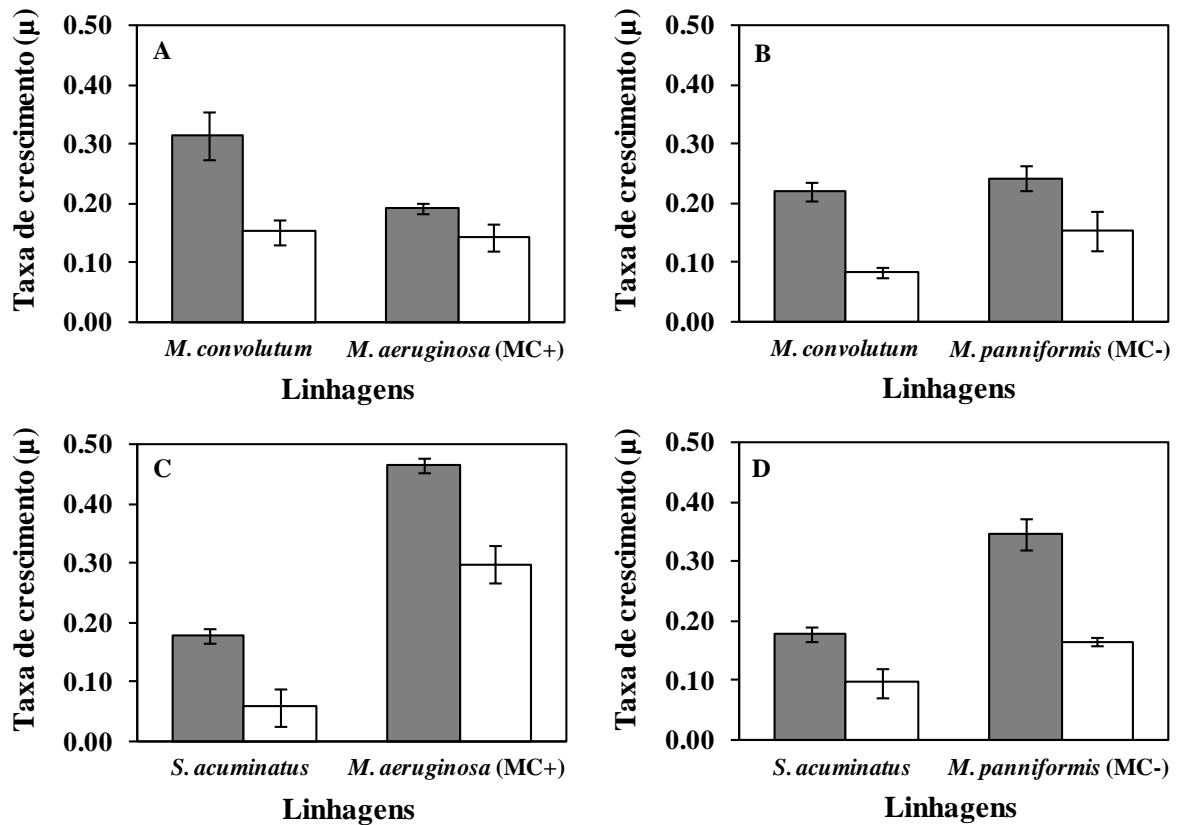 A
Taxa de crescimento (µ)
0.50
0.40
0.30
0.20
0.10
0.00
M. convolutum
M. aeruginosa (MC+)
Linhagens
B
Taxa de crescimento (µ)
0.50
0.40
0.30
0.20
0.10
0.00
M. convolutum
M. panniformis (MC-)
Linhagens
C
Taxa de crescimento (µ)
0.50
0.40
0.30
0.20
0.10
0.00
S. acuminatus
M. aeruginosa (MC+)
Linhagens
D
Taxa de crescimento (µ)
0.50
0.40
0.30
0.20
0.10
0.00
S. acuminatus
M. panniformis (MC-)
Linhagens